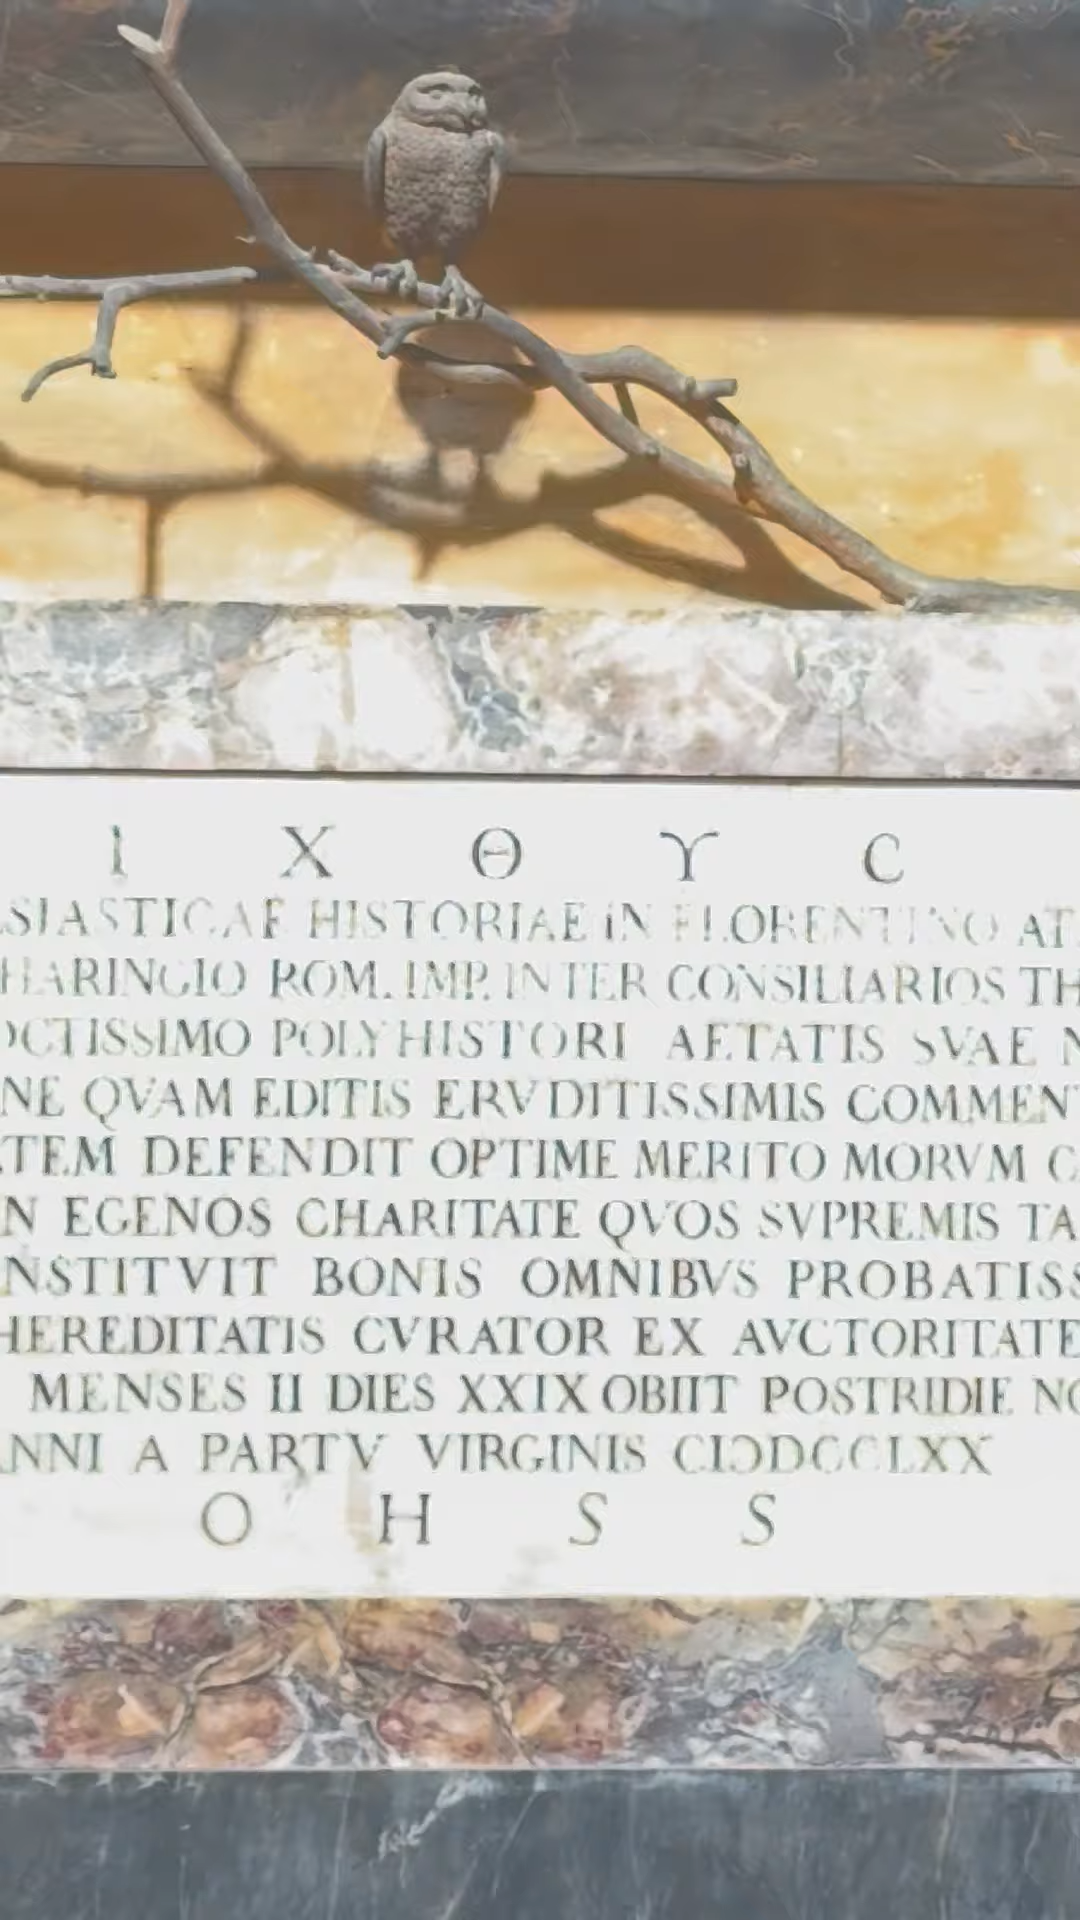 Ι Χ Θ Υ C
SIASTICAE HISTORIAE IN FLORENTINO AT
HARINGIO ROM. IMP. INTER CONSILIARIOS TH
OCTISSIMO POLYHISTORI AETATIS SVAE N
NE QVAM EDITIS ERVDITISSIMIS COMMENT
TEM DEFENDIT OPTIME MERITO MORVM C
N EGENOS CHARITATE QVOS SVPREMIS TA
NSTITVIT BONIS OMNIBVS PROBATISS
HEREDITATIS CVRATOR EX AVCTORITATE
MENSES II DIES XXIX OBIIT POSTRIDIE NO
NNI A PARTV VIRGINIS CIƆDCCLXX
O H S S